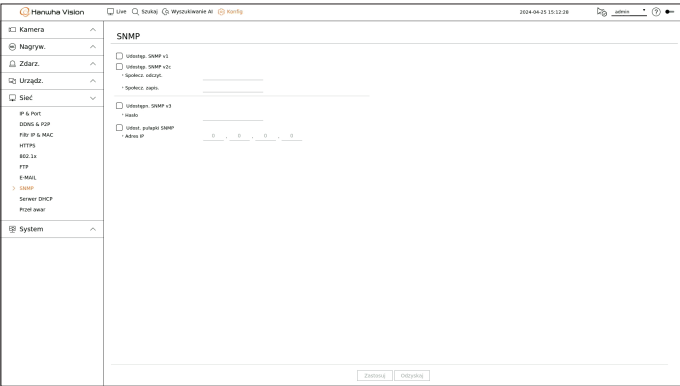 Hanwha Vision
Live Szukaj Wyszukiwanie AI Konfig
2024-04-25 15:12:28 admin
Kamera
Nagryw.
Zdarz.
Urządz.
Sieć
IP & Port
DDNS & P2P
Filtr IP & MAC
HTTPS
802.1x
FTP
E-MAIL
SNMP
Serwer DHCP
Przeł awar
System
SNMP
Udostęp. SNMP v1
Udostęp. SNMP v2c
Społecz. odczyt.
Społecz. zapis.
Udostępn. SNMP v3
Hasło
Udost. pułapki SNMP
Adres IP 0 . 0 . 0 . 0
Zastosuj Odzyskuj